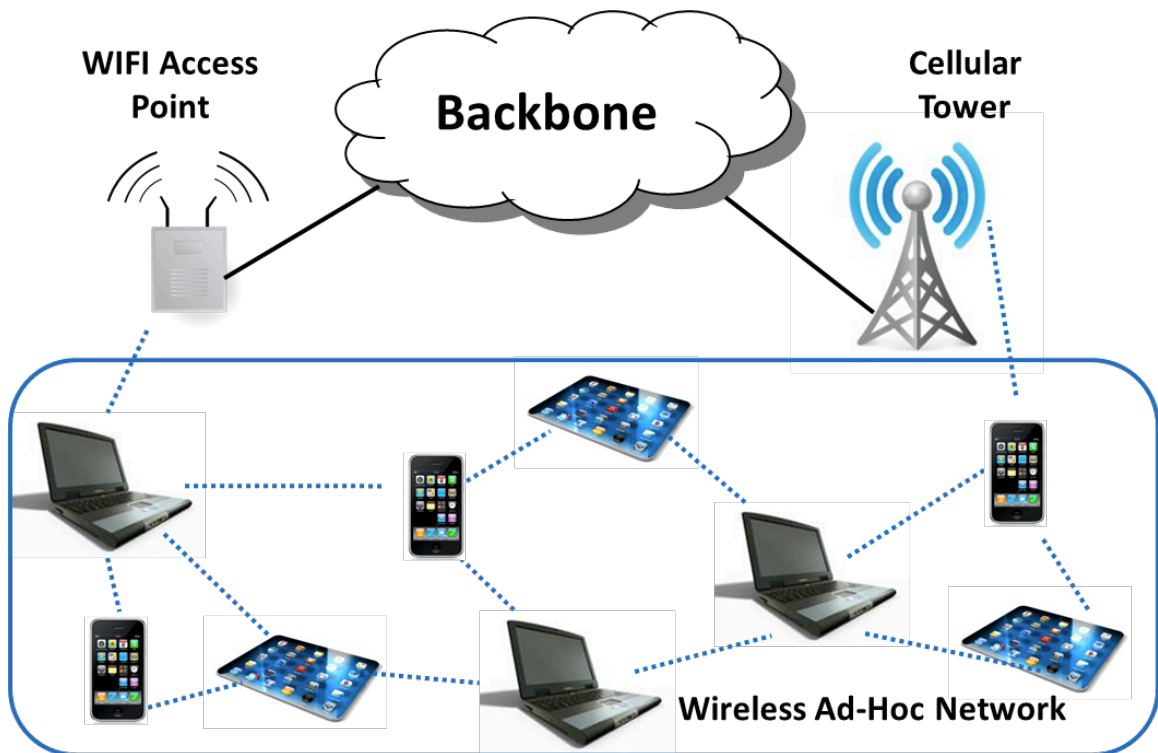 WIFI Access
Point
Backbone
Cellular
Tower
Wireless Ad-Hoc Network